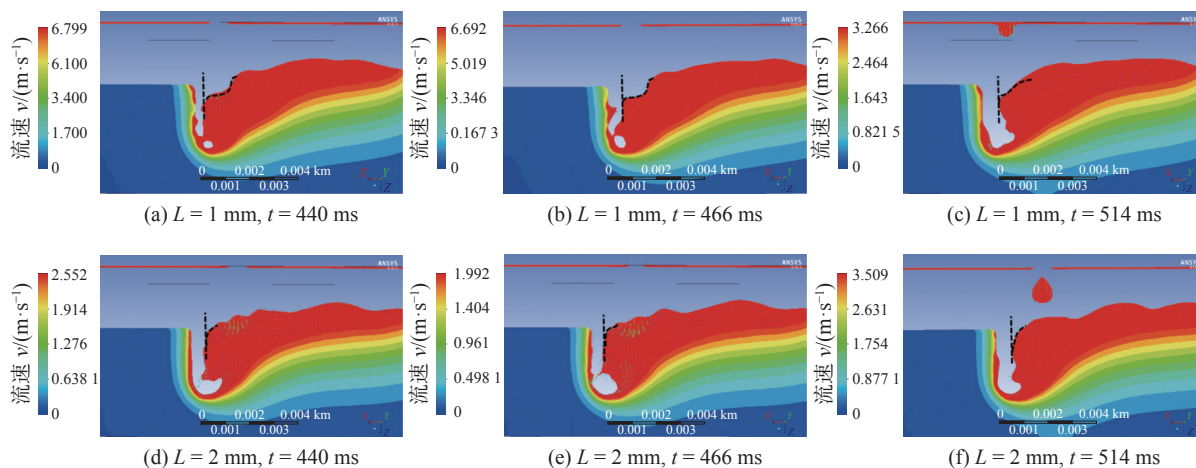 流速 v/(m·s⁻¹)
6.799
6.100
3.400
1.700
0
ANSYS
0 0.002 0.004 km
0.001 0.003
X Y
Z
(a) L = 1 mm, t = 440 ms
流速 v/(m·s⁻¹)
6.692
5.019
3.346
0.167 3
0
ANSYS
0 0.002 0.004 km
0.001 0.003
X Y
Z
(b) L = 1 mm, t = 466 ms
流速 v/(m·s⁻¹)
3.266
2.464
1.643
0.821 5
0
ANSYS
0 0.002 0.004 km
0.001 0.003
X Y
Z
(c) L = 1 mm, t = 514 ms
流速 v/(m·s⁻¹)
2.552
1.914
1.276
0.638 1
0
ANSYS
0 0.002 0.004 km
0.001 0.003
X Y
Z
(d) L = 2 mm, t = 440 ms
流速 v/(m·s⁻¹)
1.992
1.404
0.996
0.498 1
0
ANSYS
0 0.002 0.004 km
0.001 0.003
X Y
Z
(e) L = 2 mm, t = 466 ms
流速 v/(m·s⁻¹)
3.509
2.631
1.754
0.877 1
0
ANSYS
0 0.002 0.004 km
0.001 0.003
X Y
Z
(f) L = 2 mm, t = 514 ms